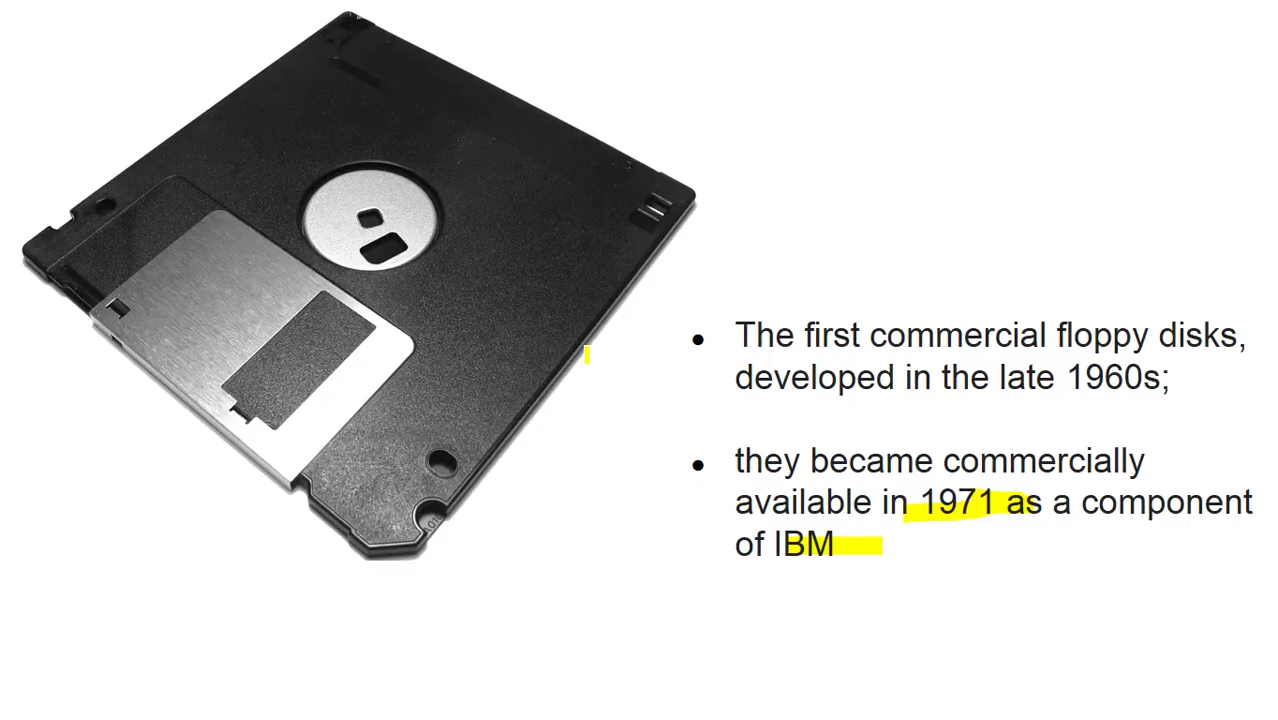 ● The first commercial floppy disks,
developed in the late 1960s;
● they became commercially
available in 1971 as a component
of IBM